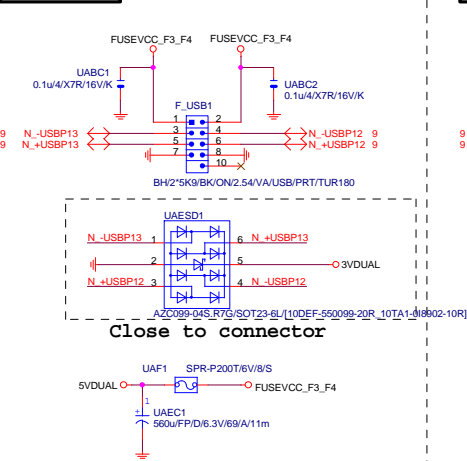 FUSEVCC_F3_F4 FUSEVCC_F3_F4
UABC1
0.1u/4/X7R/16V/K
UABC2
0.1u/4/X7R/16V/K
F_USB1
1 2
9 N_-USBP13 3 4 N_-USBP12 9 9
9 N_+USBP13 5 6 N_+USBP12 9 9
7 8
10
BH/2*5K9/BK/ON/2.54/VA/USB/PRT/TUR180
UAESD1
N_-USBP13 1 6 N_+USBP13
2 5 3VDUAL
N_+USBP12 3 4 N_-USBP12
AZC099-04S.R7G/SOT23-6L/[10DEF-550099-20R_10TA1-018902-10R]
Close to connector
UAF1 SPR-P200T/6V/8/S
5VDUAL FUSEVCC_F3_F4
1
+ UAEC1
560u/FP/D/6.3V/69/A/11m